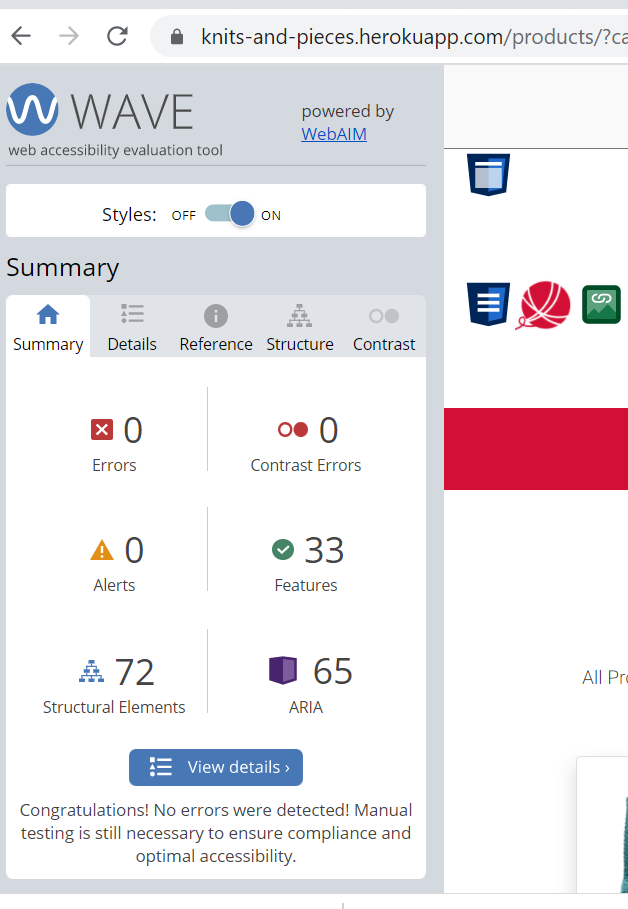 knits-and-pieces.herokuapp.com/products/?ca
WAVE
web accessibility evaluation tool
powered by
WebAIM
Styles: OFF ON
Summary
Summary Details Reference Structure Contrast
0 0
Errors Contrast Errors
0 33
Alerts Features
72 65
Structural Elements ARIA
View details ›
Congratulations! No errors were detected! Manual
testing is still necessary to ensure compliance and
optimal accessibility.
All Pro